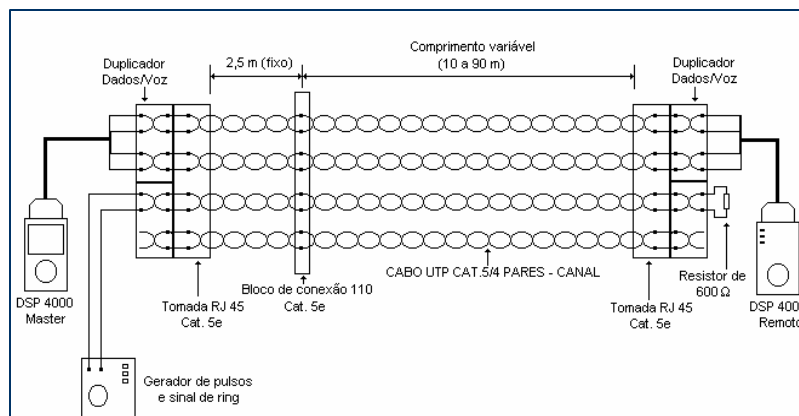 Duplicador
Dados/Voz
2,5 m (fixo)
Comprimento variável
(10 a 90 m)
Duplicador
Dados/Voz
DSP 4000
Master
Tomada RJ 45
Cat. 5e
Bloco de conexão 110
Cat. 5e
CABO UTP CAT.5/4 PARES - CANAL
Tomada RJ 45
Cat. 5e
Resistor de
600 Ω
DSP 400
Remoto
Gerador de pulsos
e sinal de ring